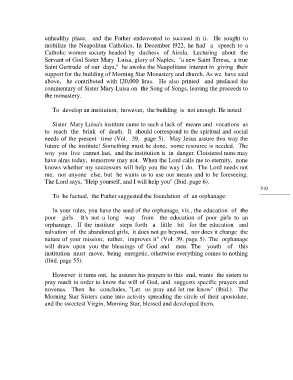 unhealthy place, and the Father endeavored to succeed in it. He sought to
mobilize the Neapolitan Catholics. In December 1922, he had a speech to a
Catholic women society headed by duchess of Airola. Lecturing about the
Servant of God Sister Mary Luisa, glory of Naples, "a new Saint Teresa, a true
Saint Gertrude of our days," he awoke the Neapolitans' interest in giving their
support for the building of Morning Star Monastery and church. As we have said
above, he contributed with 120,000 liras. He also printed and prefaced the
commentary of Sister Mary Luisa on the Song of Songs, leaving the proceeds to
the monastery.
To develop an institution, however, the building is not enough. He noted:
Sister Mary Luisa's institute came to such a lack of means and vocations as
to reach the brink of death. It should correspond to the spiritual and social
needs of the present time (Vol. 39, page 5). May Jesus assure this way the
future of the institute! Something must be done, some resource is needed. The
way you live cannot last, and the institution is in danger. Cloistered nuns may
have alms today, tomorrow may not. When the Lord calls me to eternity, none
knows whether my successors will help you the way I do. The Lord needs not
me, nor anyone else, but he wants us to use our means and to be foreseeing.
The Lord says, "Help yourself, and I will help you" (Ibid. page 6).
510
To be factual, the Father suggested the foundation of an orphanage:
In your rules, you have the seed of the orphanage, viz., the education of the
poor girls. It's not a long way from the education of poor girls to an
orphanage. If the institute steps forth a little bit for the education and
salvation of the abandoned girls, it does not go beyond, nor does it change the
nature of your mission; rather, improves it" (Vol. 39, page 5). The orphanage
will draw upon you the blessings of God and men. The youth of this
institution must move, being energetic, otherwise everything comes to nothing
(Ibid. page 55).
However it turns out, he assures his prayers to this end, wants the sisters to
pray much in order to know the will of God, and suggests specific prayers and
novenas. Then he concludes, "Let us pray and let me know" (Ibid.). The
Morning Star Sisters came into activity spreading the circle of their apostolate,
and the sweetest Virgin, Morning Star, blessed and developed them.